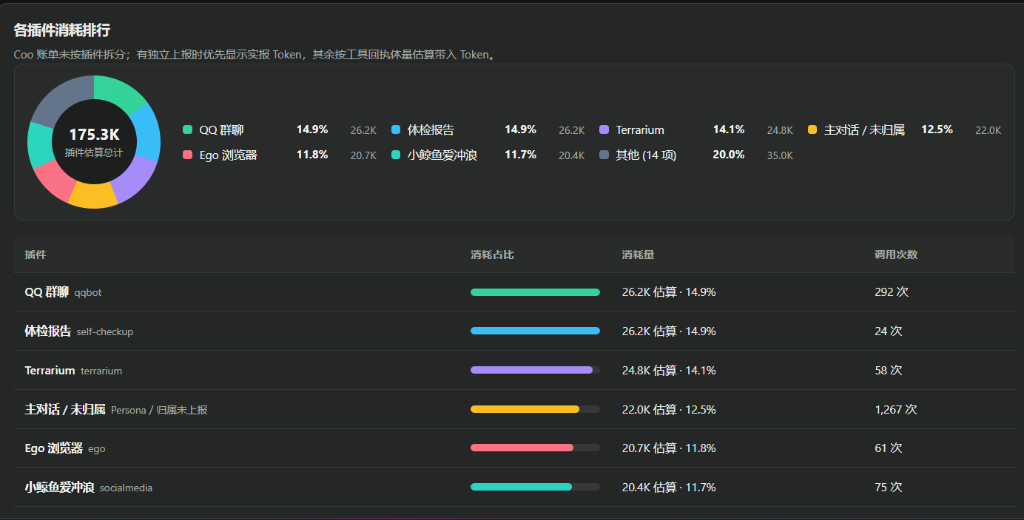 各插件消耗排行
Coo 账单未按插件拆分；有独立上报时优先显示实报 Token，其余按工具回执体量估算带入 Token。
175.3K
插件估算总计
QQ 群聊 14.9% 26.2K 体检报告 14.9% 26.2K Terrarium 14.1% 24.8K 主对话 / 未归属 12.5% 22.0K
Ego 浏览器 11.8% 20.7K 小鲸鱼爱冲浪 11.7% 20.4K 其他 (14 项) 20.0% 35.0K
插件 消耗占比 消耗量 调用次数
QQ 群聊 qqbot 26.2K 估算 · 14.9% 292 次
体检报告 self-checkup 26.2K 估算 · 14.9% 24 次
Terrarium terrarium 24.8K 估算 · 14.1% 58 次
主对话 / 未归属 Persona / 归属未上报 22.0K 估算 · 12.5% 1,267 次
Ego 浏览器 ego 20.7K 估算 · 11.8% 61 次
小鲸鱼爱冲浪 socialmedia 20.4K 估算 · 11.7% 75 次